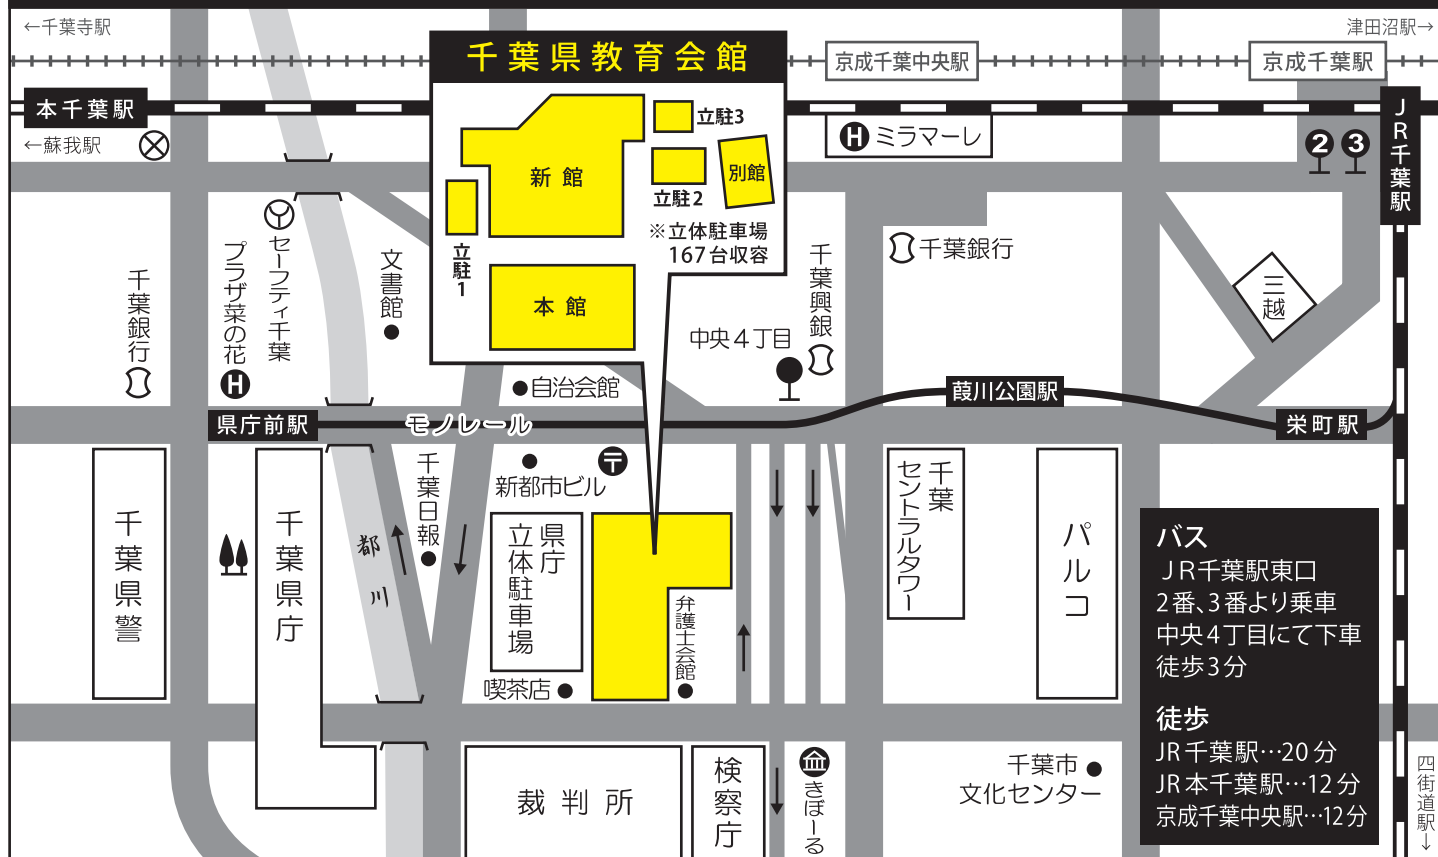 ←千葉寺駅
津田沼駅→
千葉県教育会館
京成千葉中央駅
京成千葉駅
本千葉駅
←蘇我駅
JR千葉駅
H ミラマーレ
2
3
新館
立駐3
立駐2
別館
立駐1
※立体駐車場
167台収容
本館
千葉銀行
プラザ菜の花
H
セーフティ千葉
文書館
千葉興銀
千葉銀行
三越
中央4丁目
自治会館
県庁前駅
モノレール
葭川公園駅
栄町駅
千葉県警
千葉県庁
都川
千葉日報
新都市ビル
県庁
立体駐車場
喫茶店
弁護士会館
千葉
セントラルタワー
パルコ
バス
JR千葉駅東口
2番、3番より乗車
中央4丁目にて下車
徒歩3分
徒歩
JR千葉駅…20分
JR本千葉駅…12分
京成千葉中央駅…12分
裁判所
検察庁
きぼーる
千葉市
文化センター
四街道駅→